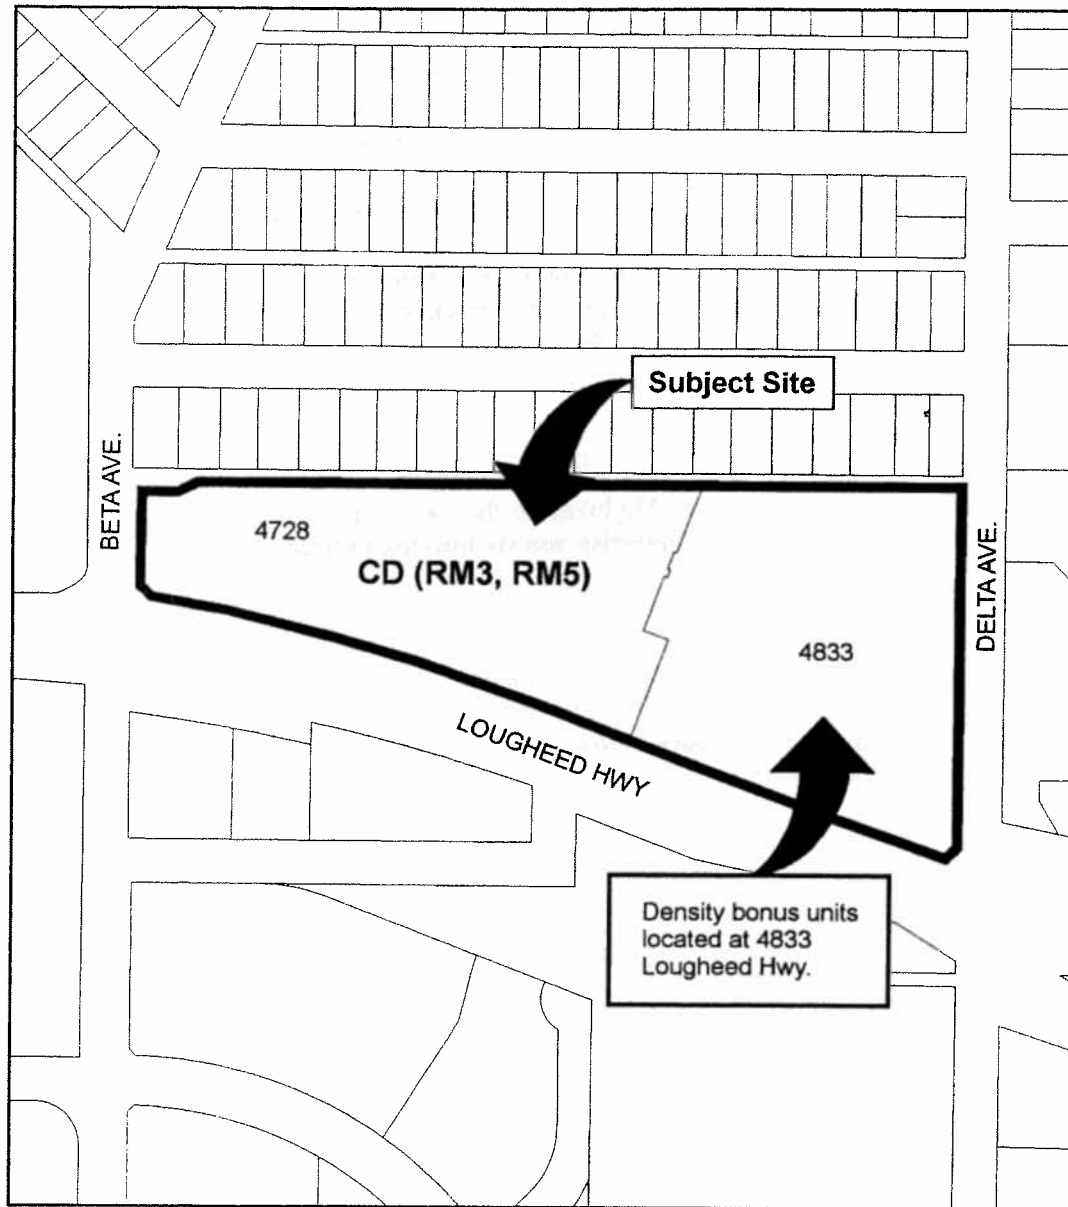 Subject Site
BETA AVE.
4728
CD (RM3, RM5)
DELTA AVE.
4833
LOUGHEED HWY
Density bonus units
located at 4833
Lougheed Hwy.